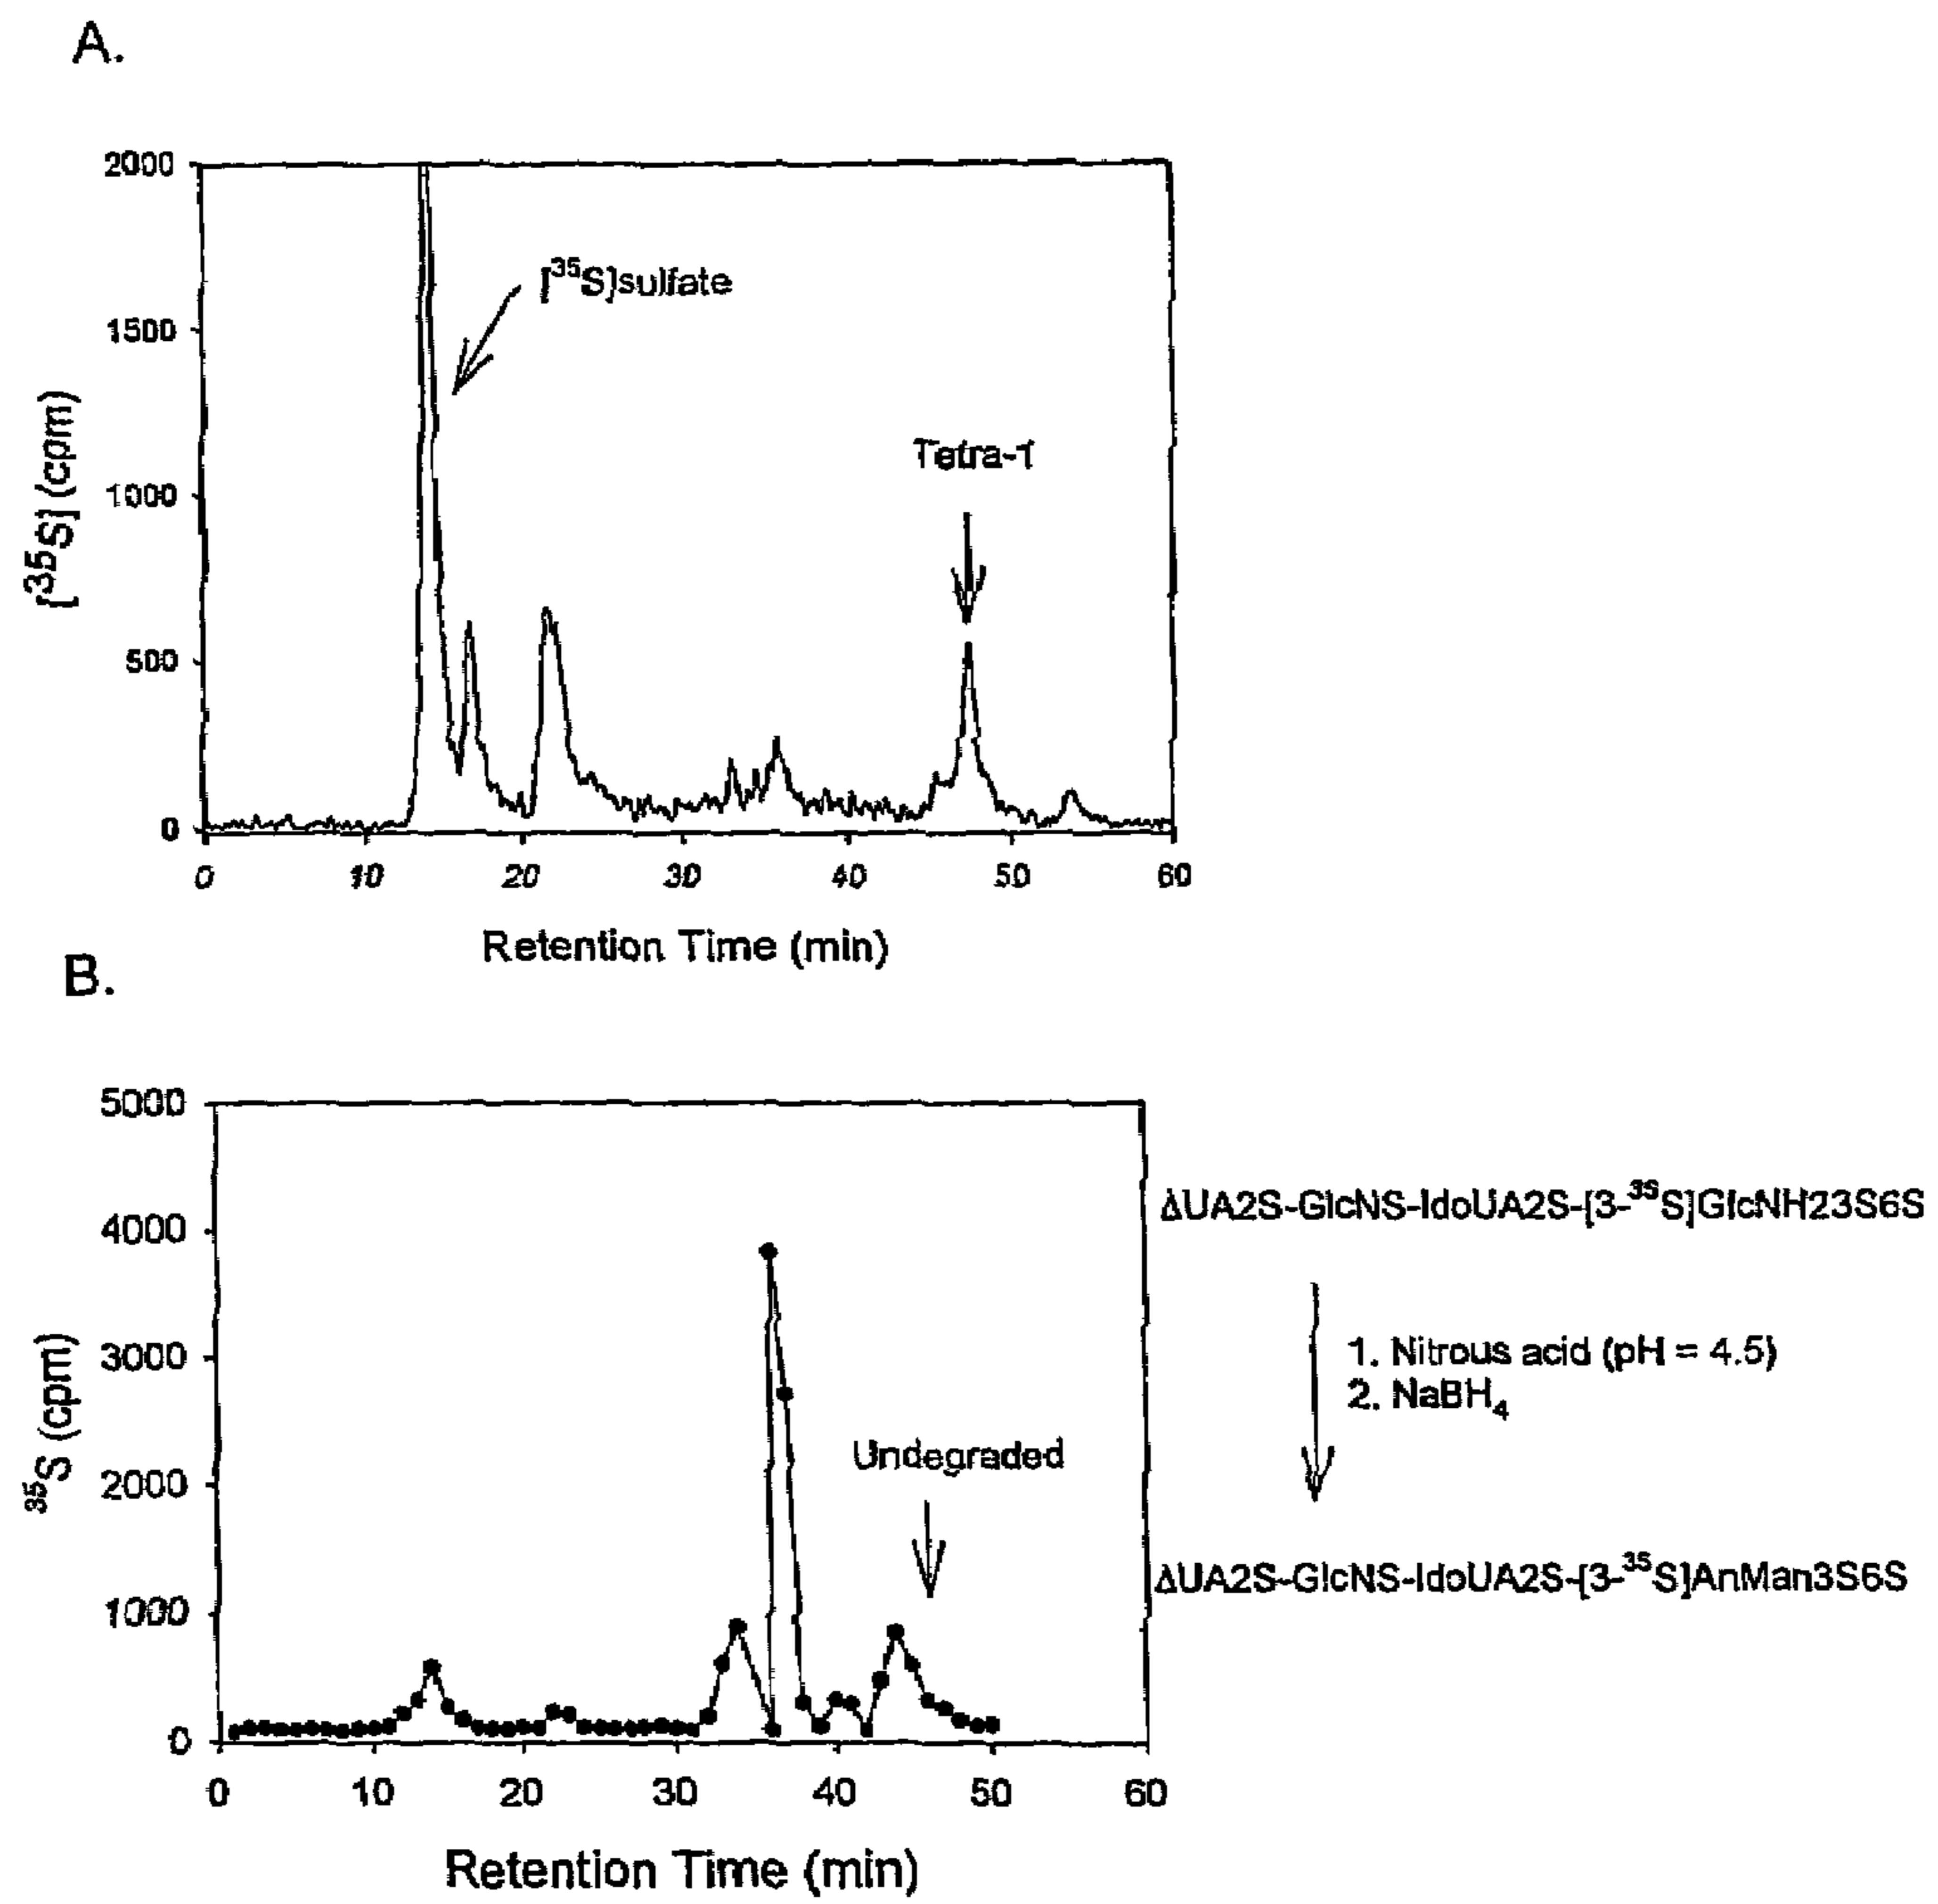 A.
2000
1500
1000
500
0
[³⁵S] (cpm)
[³⁵S]sulfate
Tetra-1
0 10 20 30 40 50 60
Retention Time (min)
B.
5000
4000
3000
2000
1000
0
³⁵S (cpm)
Undegraded
0 10 20 30 40 50 60
Retention Time (min)
ΔUA2S-GlcNS-IdoUA2S-[3-³⁵S]GlcNH23S6S
1. Nitrous acid (pH = 4.5)
2. NaBH₄
ΔUA2S-GlcNS-IdoUA2S-[3-³⁵S]AnMan3S6S